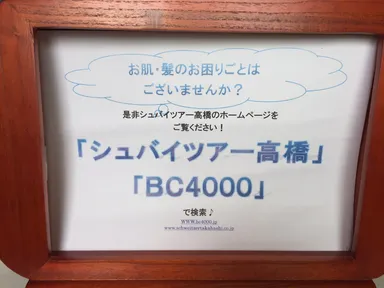 お肌・髪のお困りごとは
ございませんか？
是非シュバイツアー高橋のホームページを
ご覧ください！
「シュバイツアー高橋」
「BC4000」
で検索♪